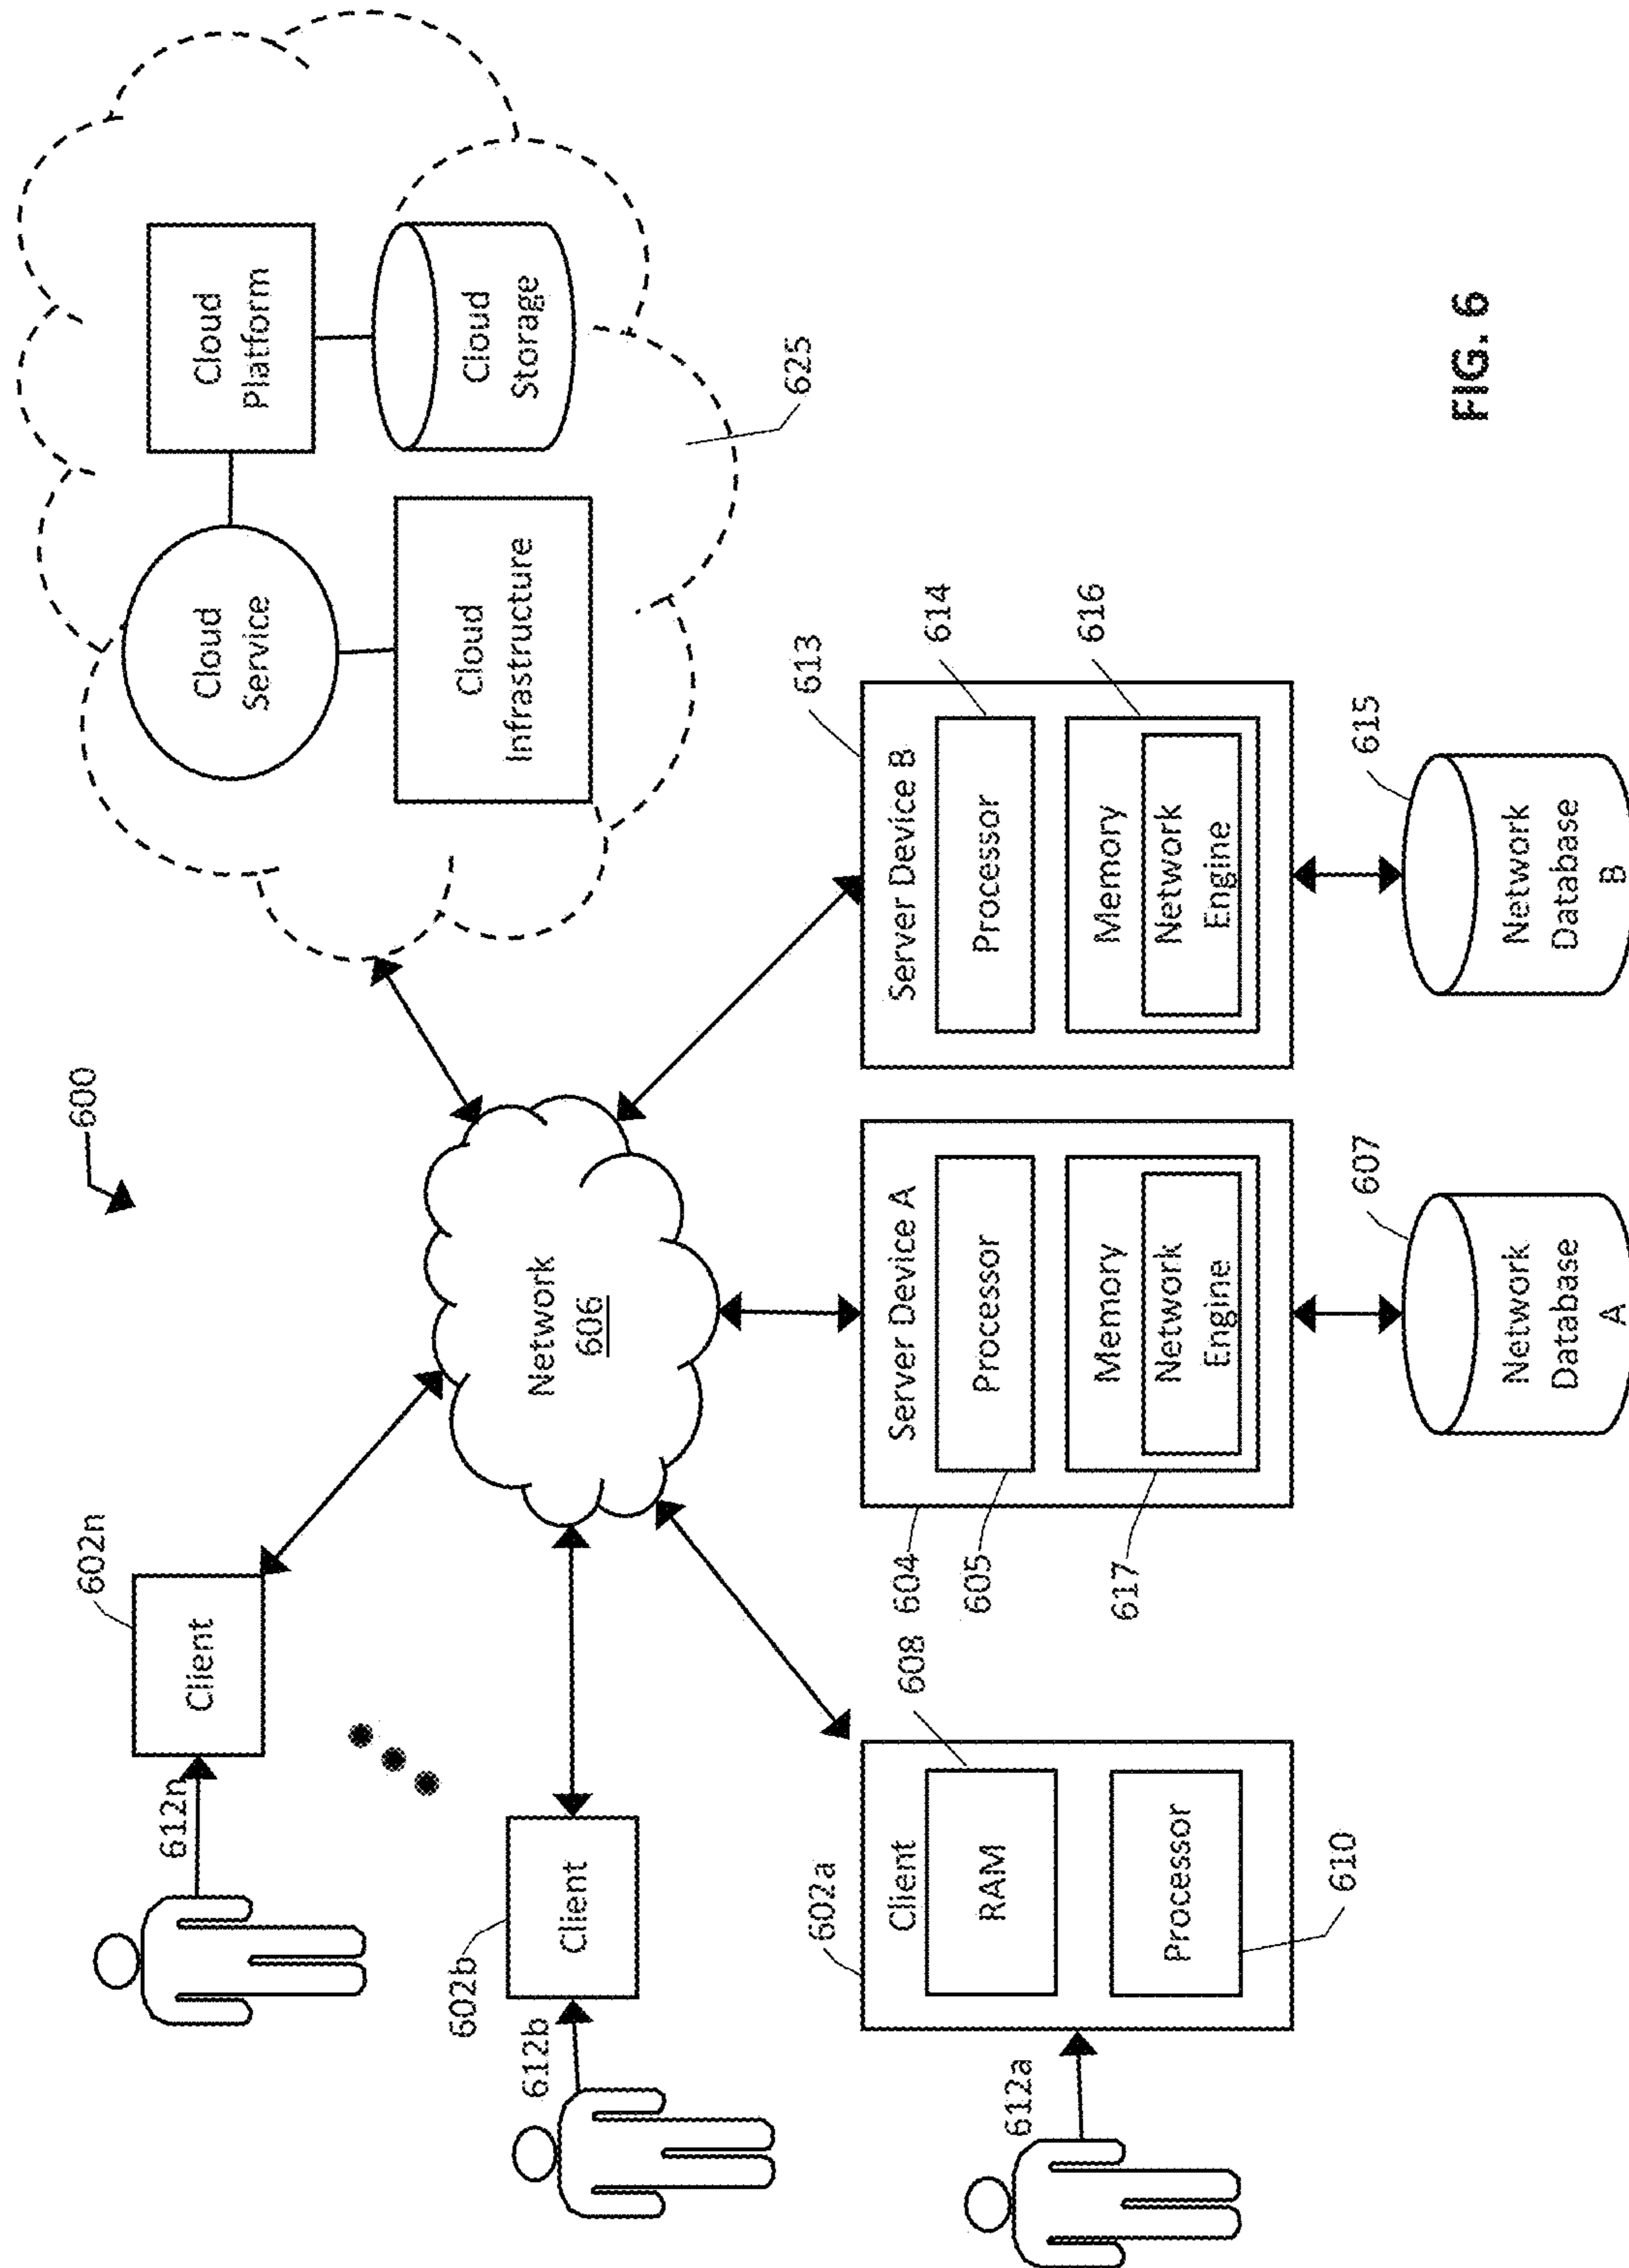 600
602n
Client
612n
602b
Client
612b
602a
Client
RAM
608
Processor
610
612a
Network
606
Cloud
Service
Cloud
Platform
Cloud
Infrastructure
Cloud
Storage
625
604
605
617
Server Device A
Processor
Memory
Network
Engine
607
Network
Database
A
613
614
616
Server Device B
Processor
Memory
Network
Engine
615
Network
Database
B
FIG. 6